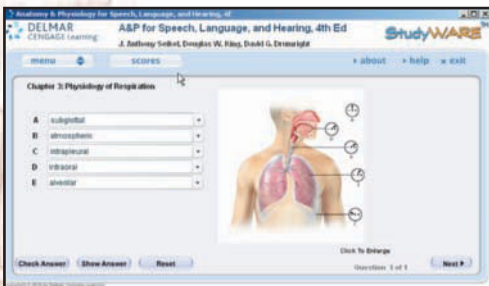 Anatomy & Physiology for Speech, Language, and Hearing, 4e
DELMAR
CENGAGE Learning
A&P for Speech, Language, and Hearing, 4th Ed
J. Anthony Seikel, Douglas W. King, David G. Drumright
StudyWARE
menu
scores
about
help
exit
Chapter 3: Physiology of Respiration
A subglottal
B atmospheric
C intrapleural
D intraoral
E alveolar
Click To Enlarge
Check Answer
Show Answer
Reset
Question 1 of 1
Next